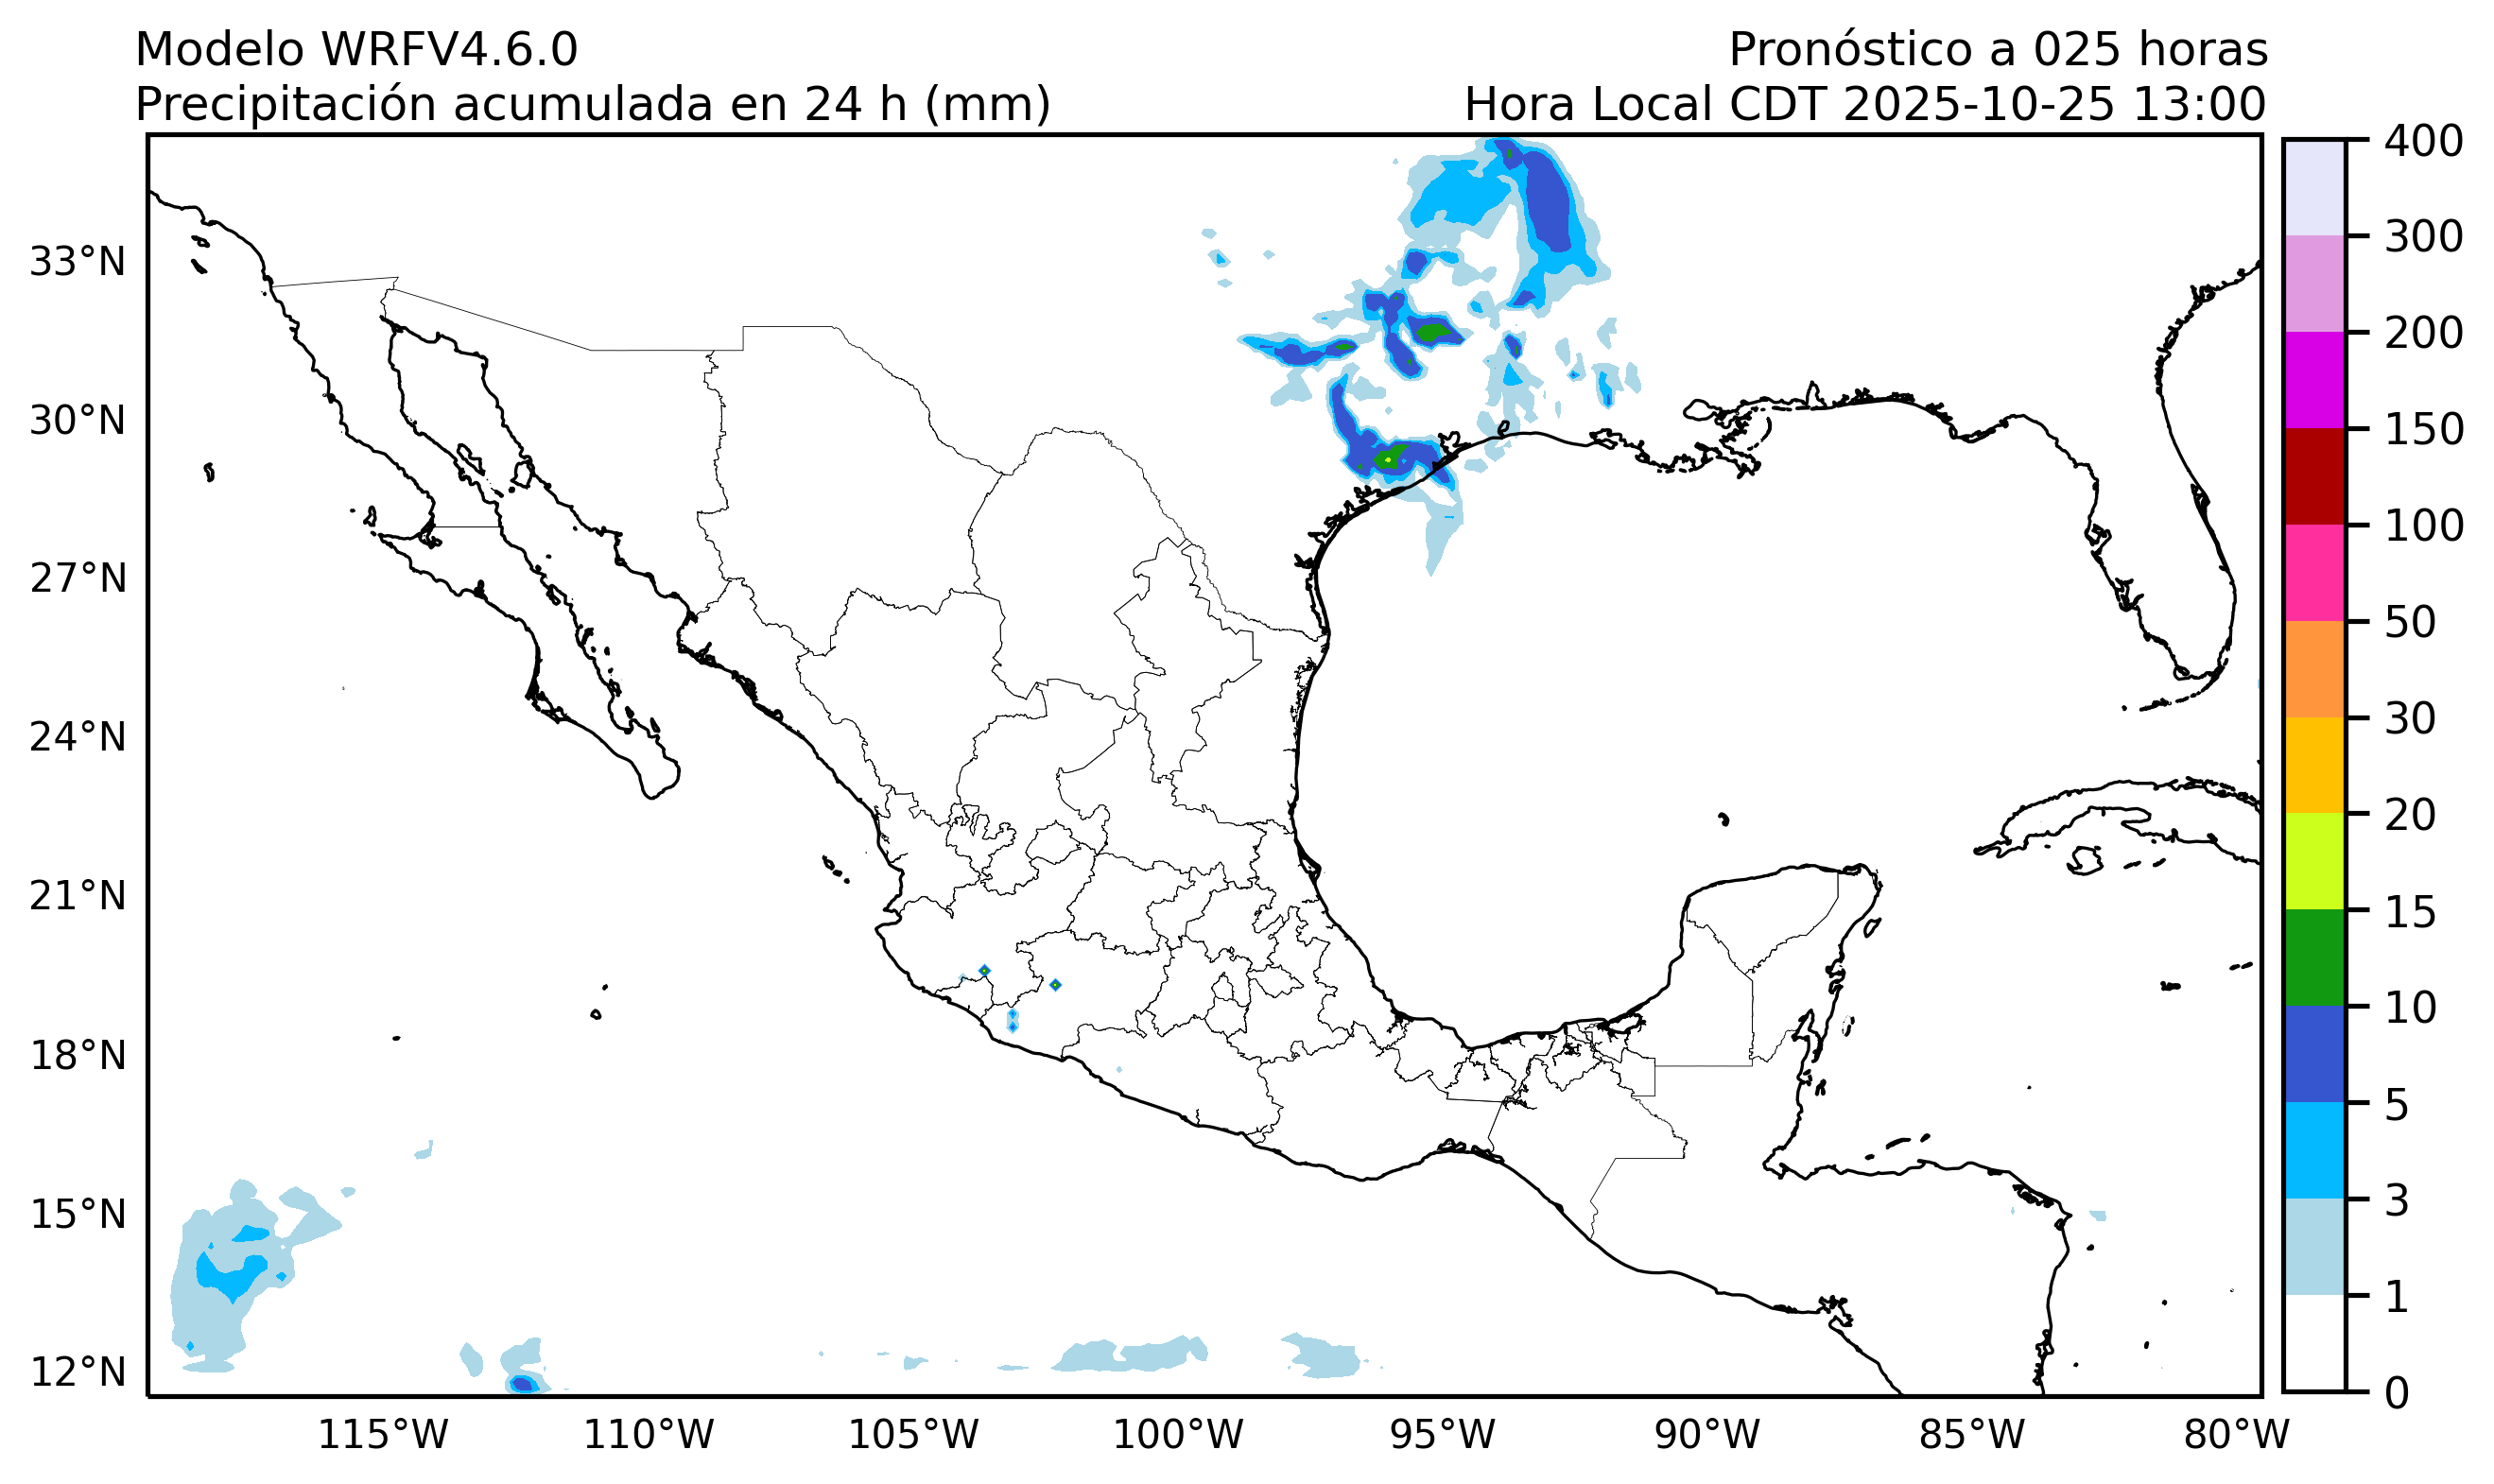 Modelo WRFV4.6.0
Pronóstico a 025 horas
Precipitación acumulada en 24 h (mm)
Hora Local CDT 2025-10-25 13:00
33°N
30°N
27°N
24°N
21°N
18°N
15°N
12°N
115°W
110°W
105°W
100°W
95°W
90°W
85°W
80°W
400
300
200
150
100
50
30
20
15
10
5
3
1
0